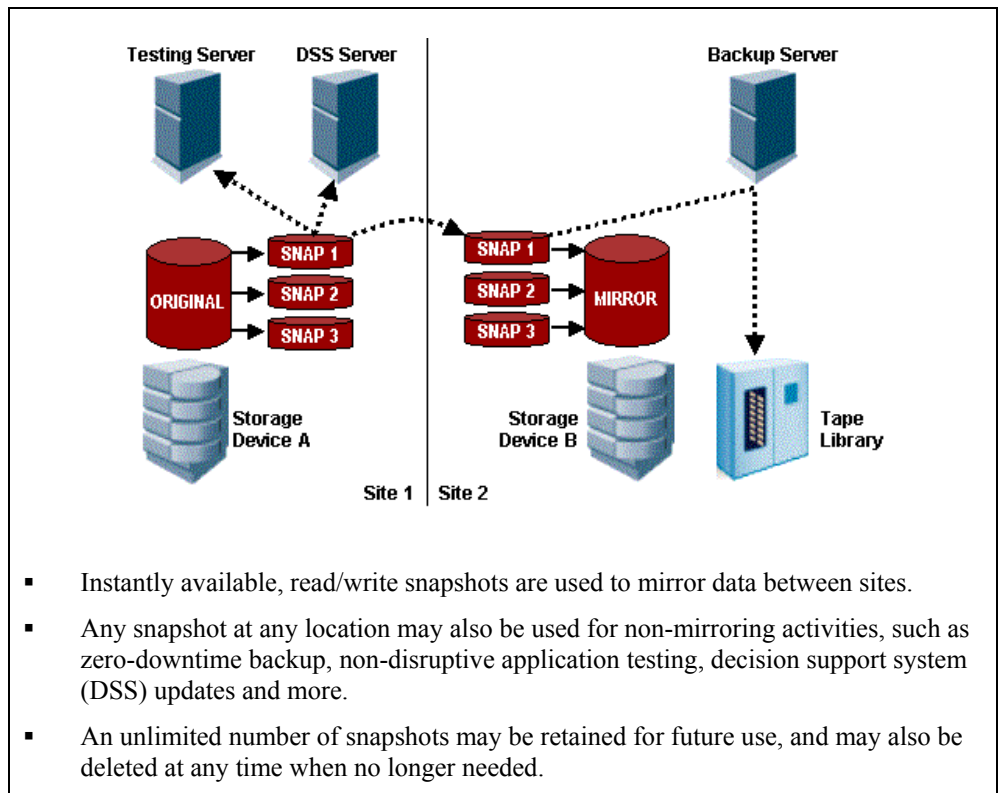 Testing Server
DSS Server
Backup Server
SNAP 1
SNAP 2
SNAP 3
ORIGINAL
SNAP 1
SNAP 2
SNAP 3
MIRROR
Storage
Device A
Storage
Device B
Tape
Library
Site 1
Site 2
▪ Instantly available, read/write snapshots are used to mirror data between sites.
▪ Any snapshot at any location may also be used for non-mirroring activities, such as
zero-downtime backup, non-disruptive application testing, decision support system
(DSS) updates and more.
▪ An unlimited number of snapshots may be retained for future use, and may also be
deleted at any time when no longer needed.